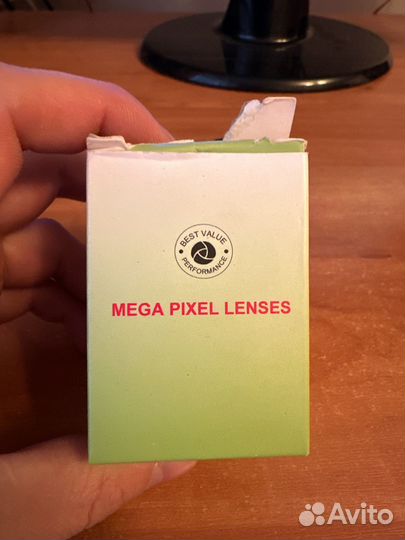 BEST VALUE
PERFORMANCE
MEGA PIXEL LENSES
Avito